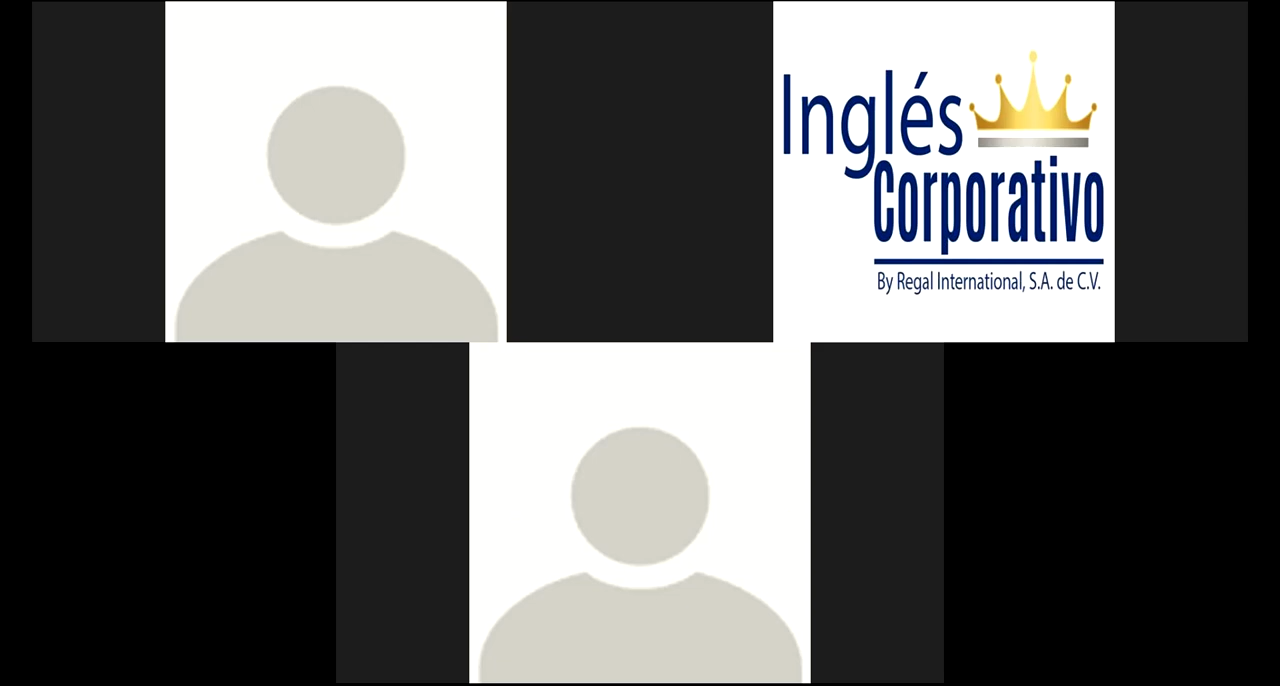 Inglés
Corporativo
By Regal International, S.A. de C.V.